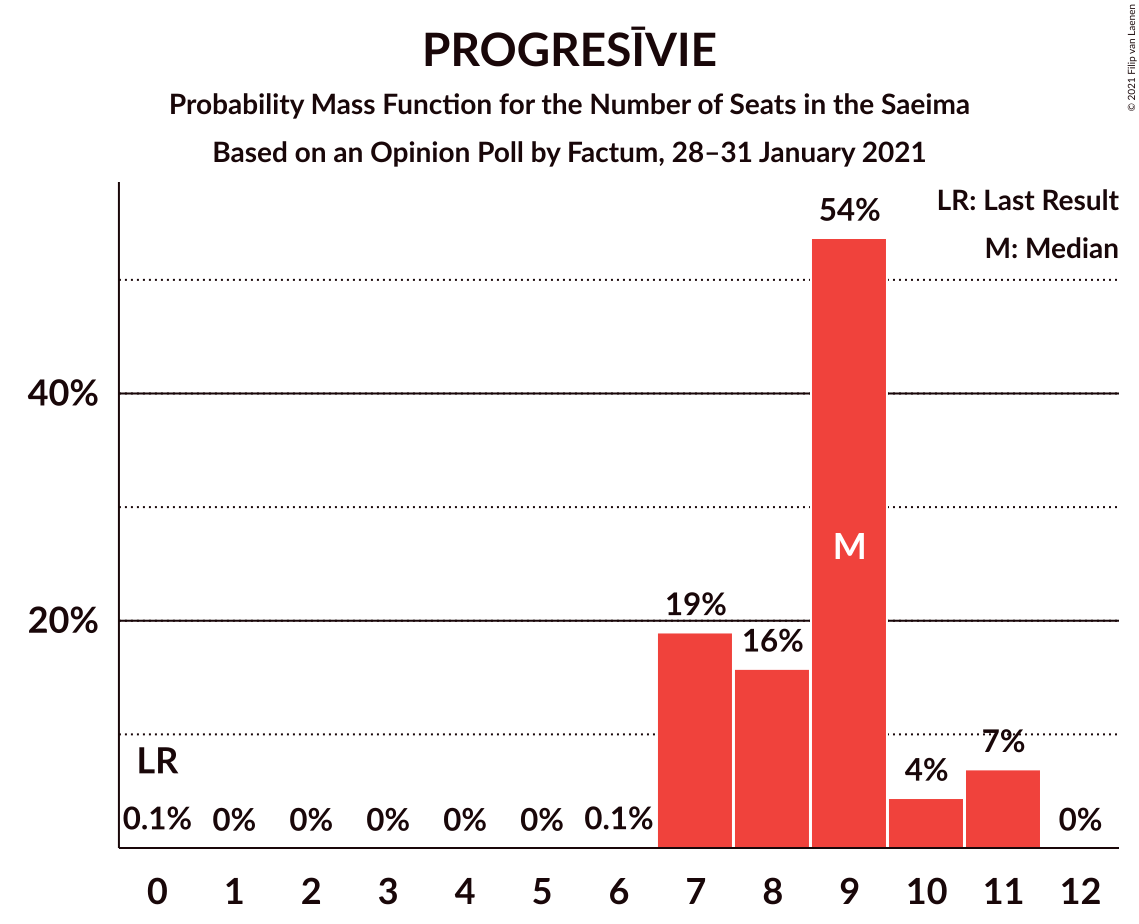 PROGRESĪVIE
Probability Mass Function for the Number of Seats in the Saeima
Based on an Opinion Poll by Factum, 28–31 January 2021
© 2021 Filip van Laenen
LR: Last Result
M: Median
54%
40%
M
20%
19%
16%
7%
4%
LR
0.1% 0% 0% 0% 0% 0% 0.1% 0%
0 1 2 3 4 5 6 7 8 9 10 11 12